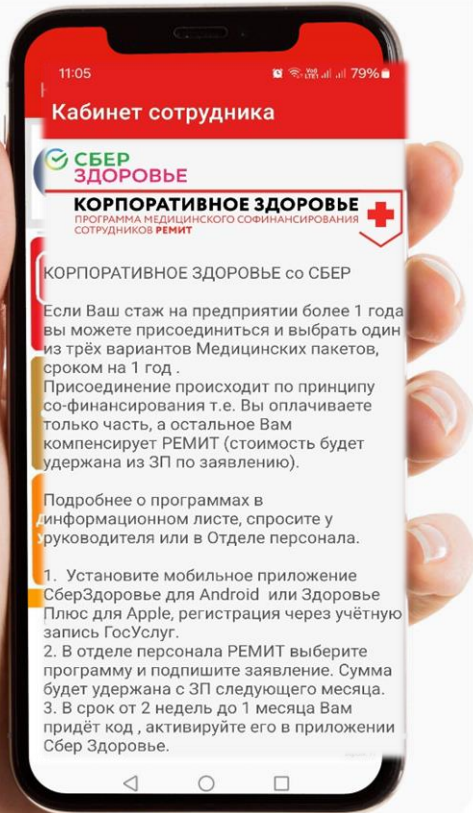 11:05
79%
Кабинет сотрудника
СБЕР
ЗДОРОВЬЕ
КОРПОРАТИВНОЕ ЗДОРОВЬЕ
ПРОГРАММА МЕДИЦИНСКОГО СОФИНАНСИРОВАНИЯ
СОТРУДНИКОВ РЕМИТ
КОРПОРАТИВНОЕ ЗДОРОВЬЕ со СБЕР
Если Ваш стаж на предприятии более 1 года
вы можете присоединиться и выбрать один
из трёх вариантов Медицинских пакетов,
сроком на 1 год .
Присоединение происходит по принципу
со-финансирования т.е. Вы оплачиваете
только часть, а остальное Вам
компенсирует РЕМИТ (стоимость будет
удержана из ЗП по заявлению).
Подробнее о программах в
информационном листе, спросите у
руководителя или в Отделе персонала.
1. Установите мобильное приложение
СберЗдоровье для Android или Здоровье
Плюс для Apple, регистрация через учётную
запись ГосУслуг.
2. В отделе персонала РЕМИТ выберите
программу и подпишите заявление. Сумма
будет удержана с ЗП следующего месяца.
3. В срок от 2 недель до 1 месяца Вам
придёт код , активируйте его в приложении
Сбер Здоровье.